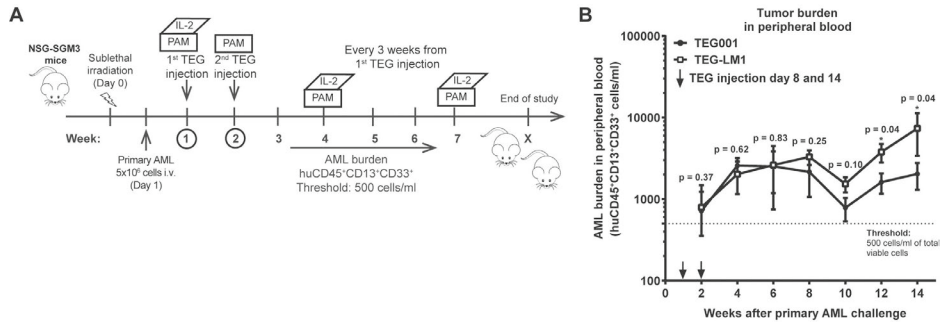 A
NSG-SGM3
mice
Sublethal
irradiation
(Day 0)
IL-2
PAM
1st TEG
injection
PAM
2nd TEG
injection
Every 3 weeks from
1st TEG injection
IL-2
PAM
IL-2
PAM
End of study
Week:
1
2
3
4
5
6
7
X
Primary AML
5x10⁶ cells i.v.
(Day 1)
AML burden
huCD45⁺CD13⁺CD33⁺
Threshold: 500 cells/ml
B
Tumor burden
in peripheral blood
TEG001
TEG-LM1
TEG injection day 8 and 14
AML burden in peripheral blood
(huCD45⁺CD13⁺CD33⁺ cells/ml)
100000
10000
1000
100
p = 0.37
p = 0.62
p = 0.83
p = 0.25
p = 0.10
p = 0.04
*
p = 0.04
*
Threshold:
500 cells/ml of total
viable cells
0 2 4 6 8 10 12 14
Weeks after primary AML challenge